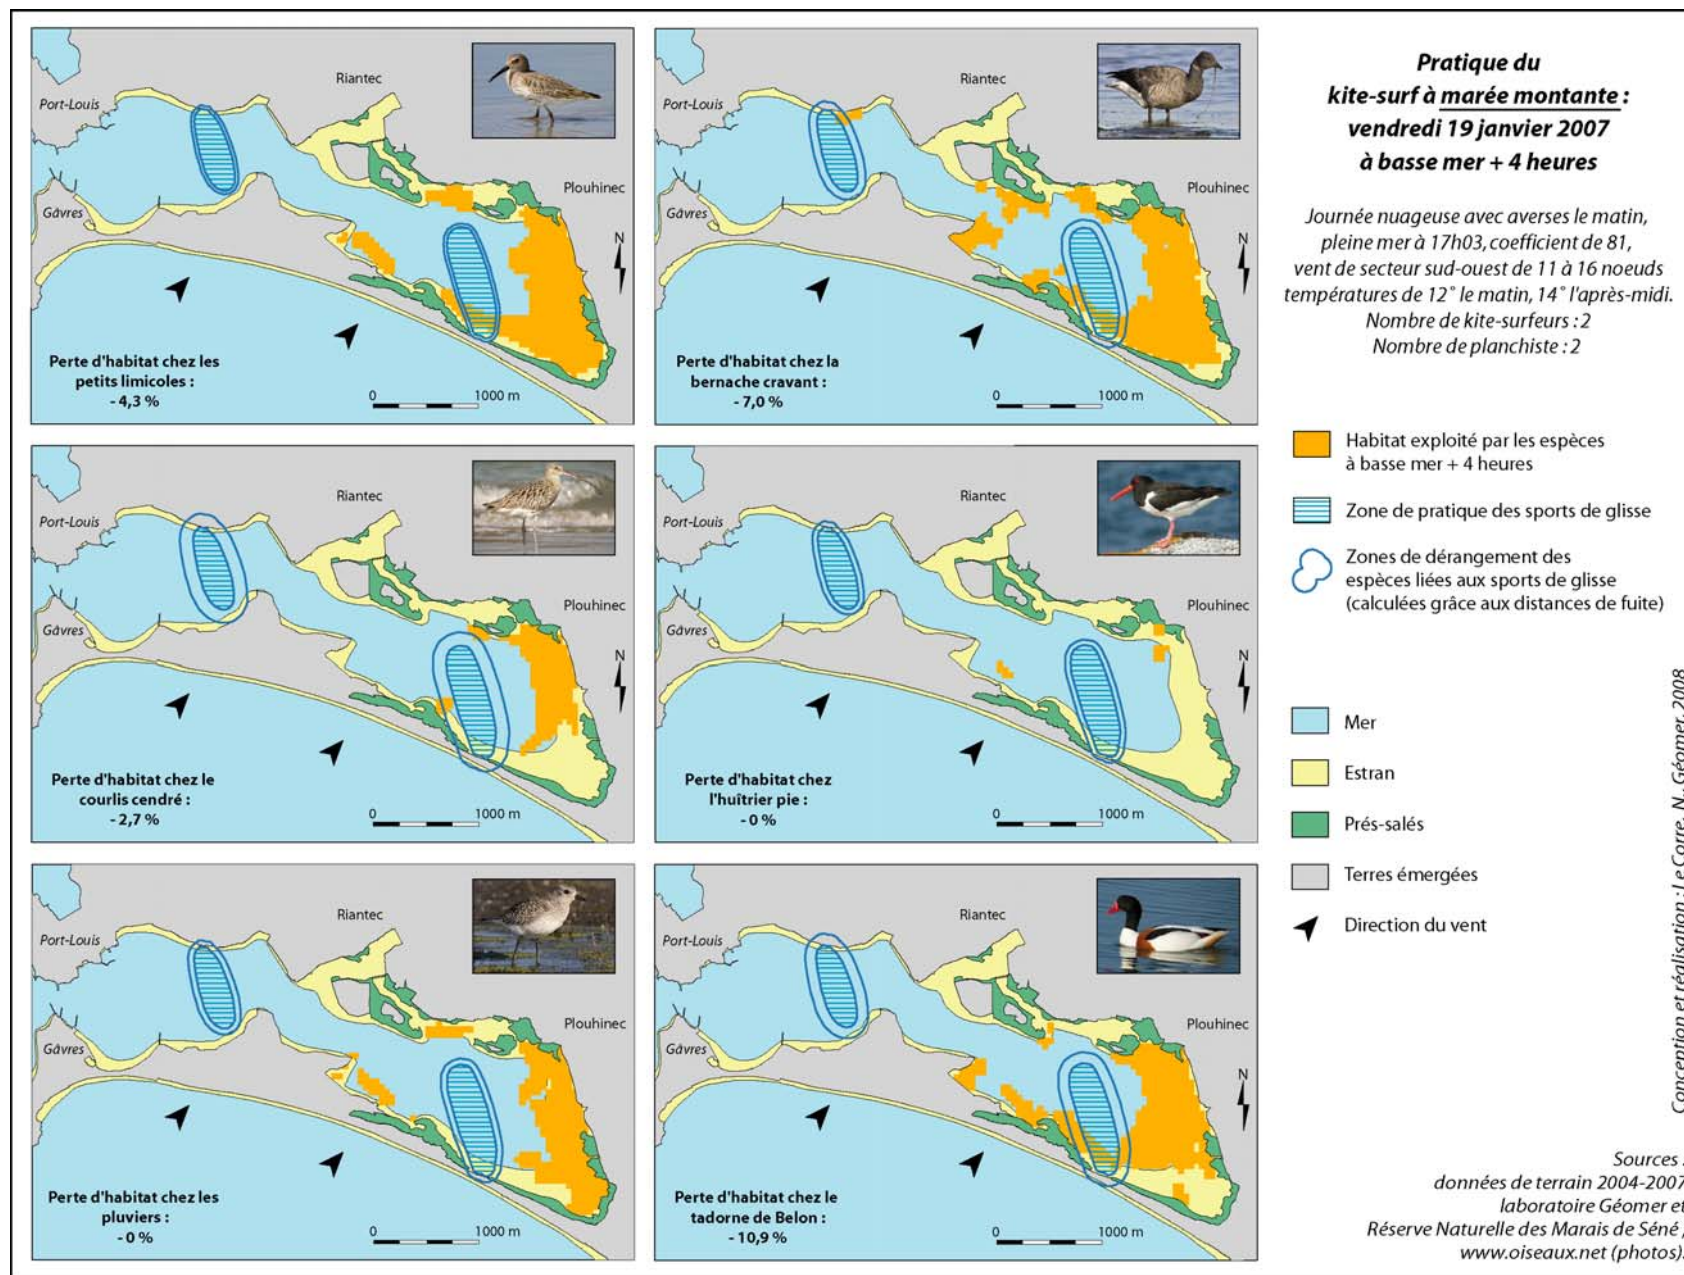 Port-Louis
Riantec
Plouhinec
Gâvres
N
Perte d'habitat chez les
petits limicoles :
- 4,3 %
0 1000 m
Port-Louis
Riantec
Plouhinec
Gâvres
N
Perte d'habitat chez la
bernache cravant :
- 7,0 %
0 1000 m
Port-Louis
Riantec
Plouhinec
Gâvres
N
Perte d'habitat chez le
courlis cendré :
- 2,7 %
0 1000 m
Port-Louis
Riantec
Plouhinec
Gâvres
N
Perte d'habitat chez
l'huîtrier pie :
- 0 %
0 1000 m
Port-Louis
Riantec
Plouhinec
Gâvres
N
Perte d'habitat chez les
pluviers :
- 0 %
0 1000 m
Port-Louis
Riantec
Plouhinec
Gâvres
N
Perte d'habitat chez le
tadorne de Belon :
- 10,9 %
0 1000 m
Pratique du
kite-surf à marée montante :
vendredi 19 janvier 2007
à basse mer + 4 heures
Journée nuageuse avec averses le matin,
pleine mer à 17h03, coefficient de 81,
vent de secteur sud-ouest de 11 à 16 noeuds
températures de 12° le matin, 14° l'après-midi.
Nombre de kite-surfeurs : 2
Nombre de planchiste : 2
Habitat exploité par les espèces
à basse mer + 4 heures
Zone de pratique des sports de glisse
Zones de dérangement des
espèces liées aux sports de glisse
(calculées grâce aux distances de fuite)
Mer
Estran
Prés-salés
Terres émergées
Direction du vent
Conception et réalisation : Le Corre, N., Géomer, 2008
Sources :
données de terrain 2004-2007
laboratoire Géomer et
Réserve Naturelle des Marais de Séné ;
www.oiseaux.net (photos).